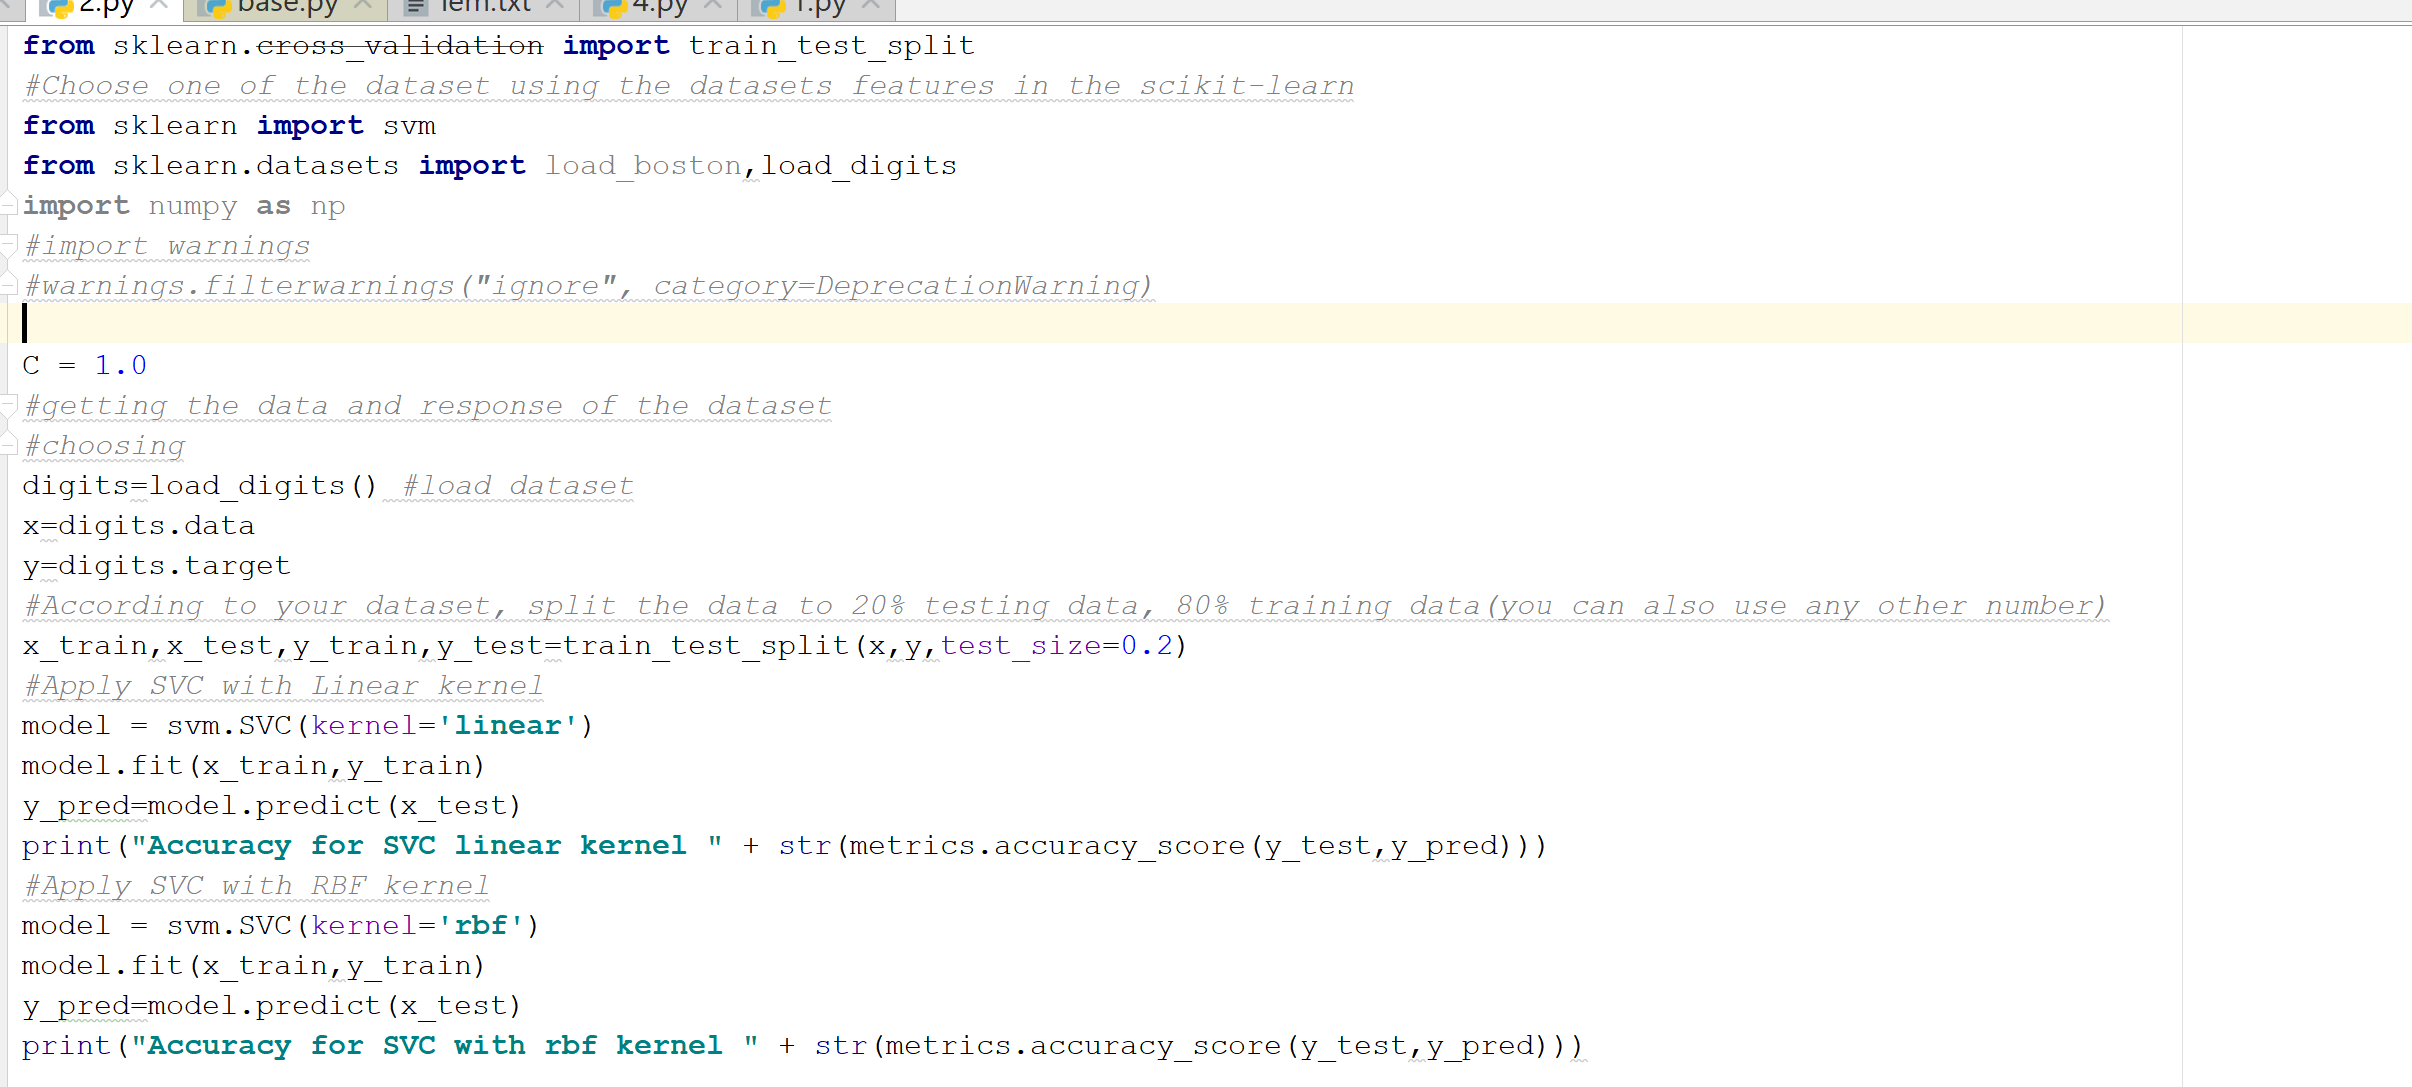 2.py base.py lem.txt 4.py 1.py
from sklearn.cross_validation import train_test_split
#Choose one of the dataset using the datasets features in the scikit-learn
from sklearn import svm
from sklearn.datasets import load_boston,load_digits
import numpy as np
#import warnings
#warnings.filterwarnings("ignore", category=DeprecationWarning)
C = 1.0
#getting the data and response of the dataset
#choosing
digits=load_digits() #load dataset
x=digits.data
y=digits.target
#According to your dataset, split the data to 20% testing data, 80% training data(you can also use any other number)
x_train,x_test,y_train,y_test=train_test_split(x,y,test_size=0.2)
#Apply SVC with Linear kernel
model = svm.SVC(kernel='linear')
model.fit(x_train,y_train)
y_pred=model.predict(x_test)
print("Accuracy for SVC linear kernel " + str(metrics.accuracy_score(y_test,y_pred)))
#Apply SVC with RBF kernel
model = svm.SVC(kernel='rbf')
model.fit(x_train,y_train)
y_pred=model.predict(x_test)
print("Accuracy for SVC with rbf kernel " + str(metrics.accuracy_score(y_test,y_pred)))